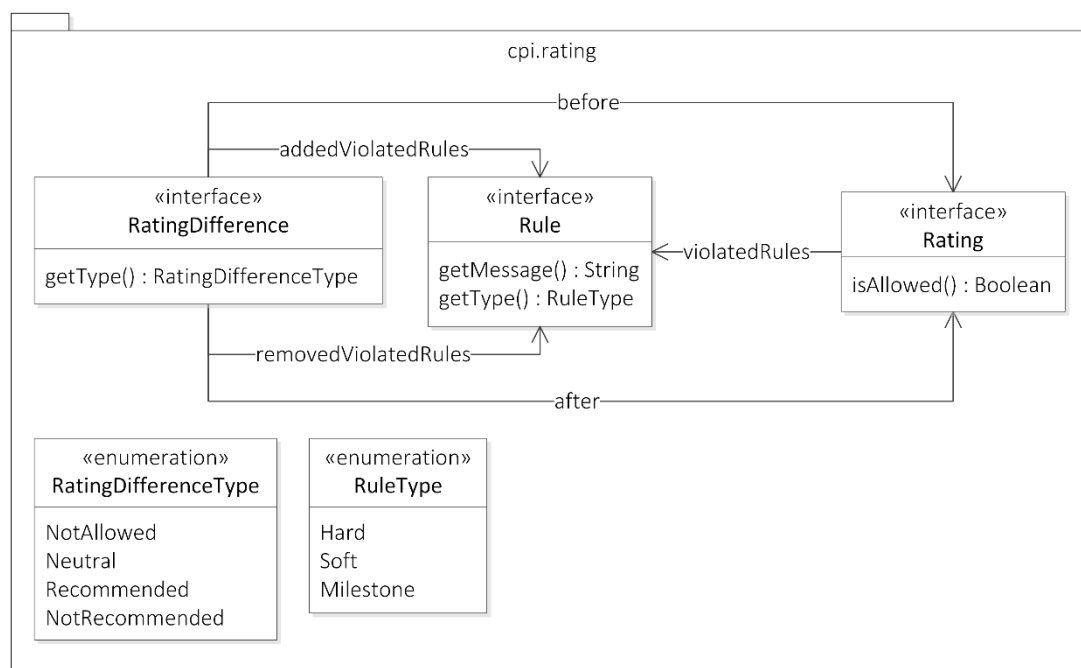 cpi.rating
before
addedViolatedRules
«interface»
RatingDifference
getType() : RatingDifferenceType
«interface»
Rule
getMessage() : String
getType() : RuleType
violatedRules
«interface»
Rating
isAllowed() : Boolean
removedViolatedRules
after
«enumeration»
RatingDifferenceType
NotAllowed
Neutral
Recommended
NotRecommended
«enumeration»
RuleType
Hard
Soft
Milestone